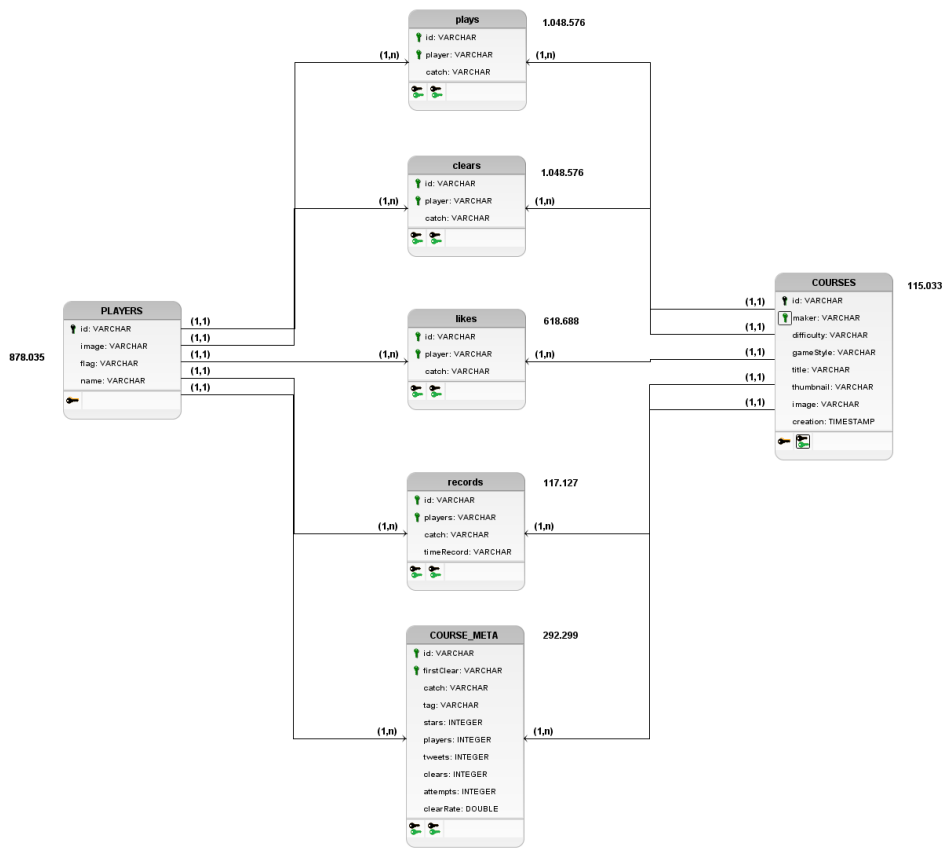 plays
1.048.576
id: VARCHAR
player: VARCHAR
catch: VARCHAR
(1,n)
(1,n)
clears
1.048.576
id: VARCHAR
player: VARCHAR
catch: VARCHAR
(1,n)
(1,n)
PLAYERS
id: VARCHAR
image: VARCHAR
flag: VARCHAR
name: VARCHAR
878.035
(1,1)
(1,1)
(1,1)
(1,1)
(1,1)
likes
618.688
id: VARCHAR
player: VARCHAR
catch: VARCHAR
(1,n)
(1,n)
COURSES
115.033
id: VARCHAR
maker: VARCHAR
difficulty: VARCHAR
gameStyle: VARCHAR
title: VARCHAR
thumbnail: VARCHAR
image: VARCHAR
creation: TIMESTAMP
(1,1)
(1,1)
(1,1)
(1,1)
(1,1)
records
117.127
id: VARCHAR
players: VARCHAR
catch: VARCHAR
timeRecord: VARCHAR
(1,n)
(1,n)
COURSE_META
292.299
id: VARCHAR
firstClear: VARCHAR
catch: VARCHAR
tag: VARCHAR
stars: INTEGER
players: INTEGER
tweets: INTEGER
clears: INTEGER
attempts: INTEGER
clearRate: DOUBLE
(1,n)
(1,n)